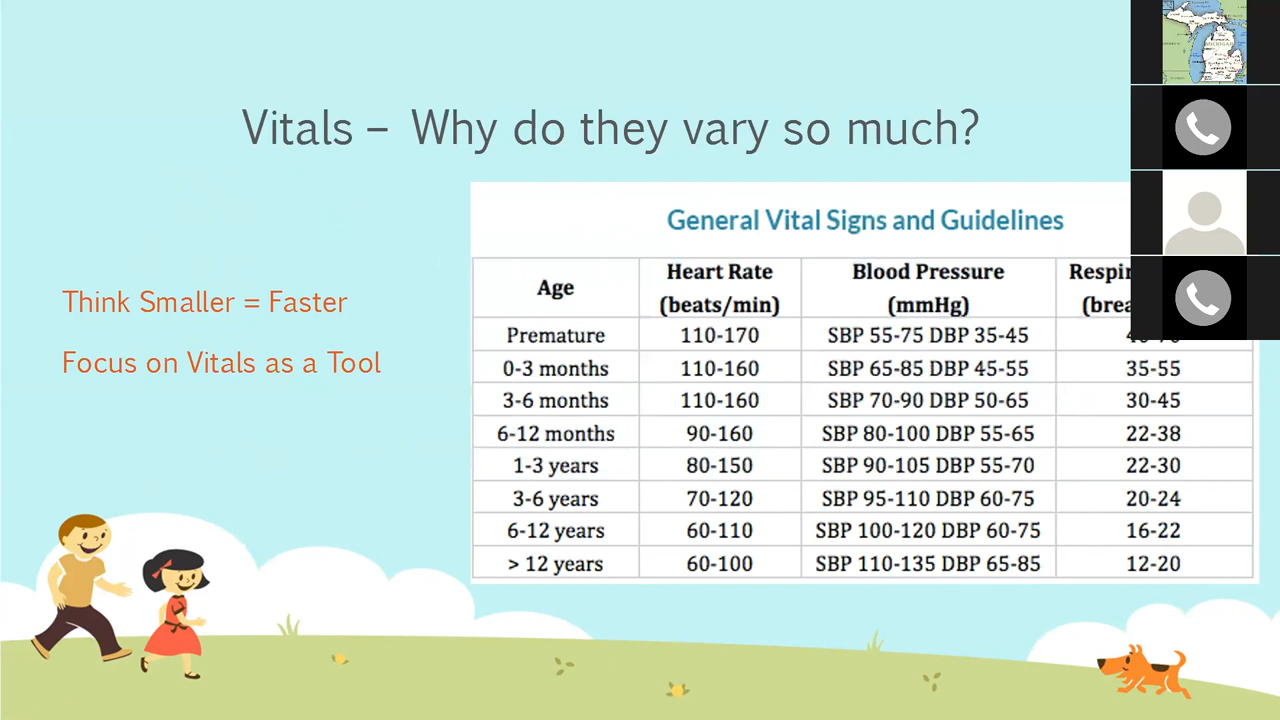 Vitals – Why do they vary so much?
Think Smaller = Faster
Focus on Vitals as a Tool
General Vital Signs and Guidelines
Age Heart Rate (beats/min) Blood Pressure (mmHg)
Premature 110-170 SBP 55-75 DBP 35-45
0-3 months 110-160 SBP 65-85 DBP 45-55 35-55
3-6 months 110-160 SBP 70-90 DBP 50-65 30-45
6-12 months 90-160 SBP 80-100 DBP 55-65 22-38
1-3 years 80-150 SBP 90-105 DBP 55-70 22-30
3-6 years 70-120 SBP 95-110 DBP 60-75 20-24
6-12 years 60-110 SBP 100-120 DBP 60-75 16-22
> 12 years 60-100 SBP 110-135 DBP 65-85 12-20